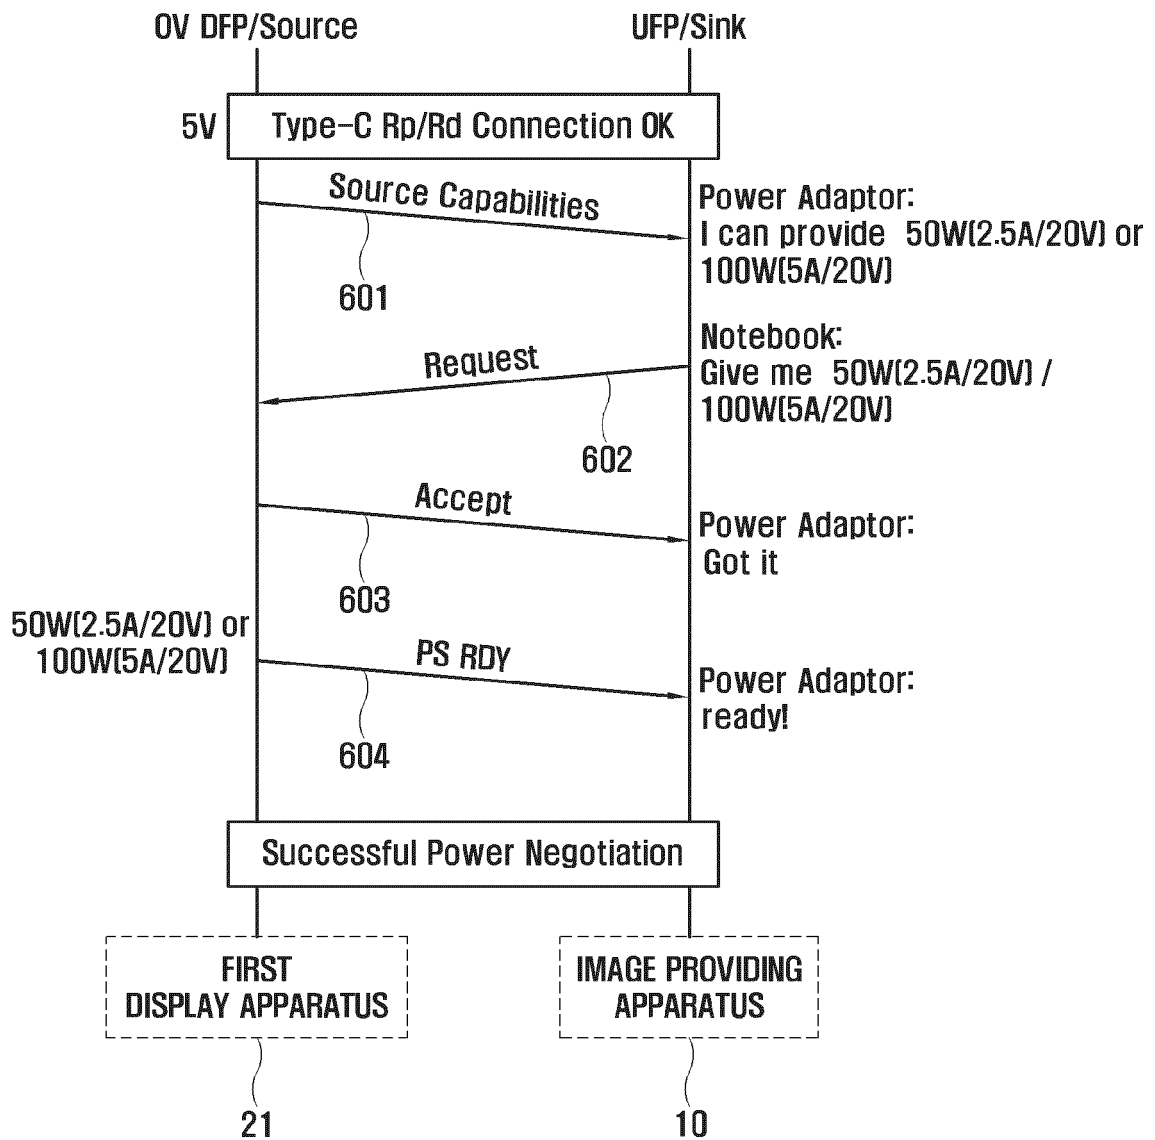 0V DFP/Source
UFP/Sink
5V
Type-C Rp/Rd Connection OK
Source Capabilities
601
Power Adaptor:
I can provide 50W(2.5A/20V) or
100W(5A/20V)
Request
602
Notebook:
Give me 50W(2.5A/20V) /
100W(5A/20V)
Accept
603
Power Adaptor:
Got it
50W(2.5A/20V) or
100W(5A/20V)
PS RDY
604
Power Adaptor:
ready!
Successful Power Negotiation
FIRST
DISPLAY APPARATUS
IMAGE PROVIDING
APPARATUS
21
10